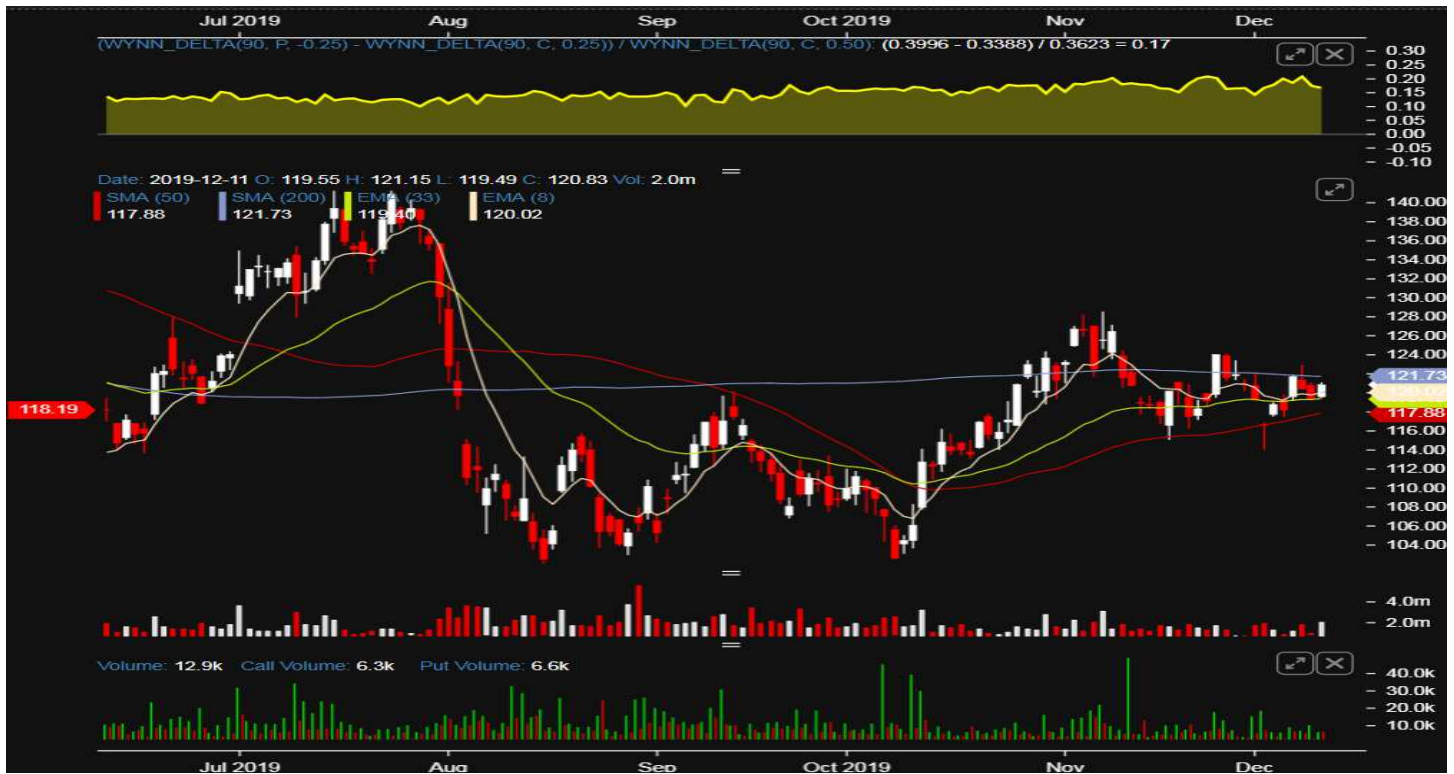 Jul 2019 Aug Sep Oct 2019 Nov Dec
(WYNN_DELTA(90, P, -0.25) - WYNN_DELTA(90, C, 0.25)) / WYNN_DELTA(90, C, 0.50): (0.3996 - 0.3388) / 0.3623 = 0.17
0.30
0.25
0.20
0.15
0.10
0.05
0.00
-0.05
-0.10
Date: 2019-12-11 O: 119.55 H: 121.15 L: 119.49 C: 120.83 Vol: 2.0m
SMA (50) SMA (200) EMA (33) EMA (8)
117.88 121.73 119.40 120.02
140.00
138.00
136.00
134.00
132.00
130.00
128.00
126.00
124.00
121.73
120.02
118.19
117.88
116.00
114.00
112.00
110.00
108.00
106.00
104.00
4.0m
2.0m
Volume: 12.9k Call Volume: 6.3k Put Volume: 6.6k
40.0k
30.0k
20.0k
10.0k
Jul 2019 Aug Sep Oct 2019 Nov Dec